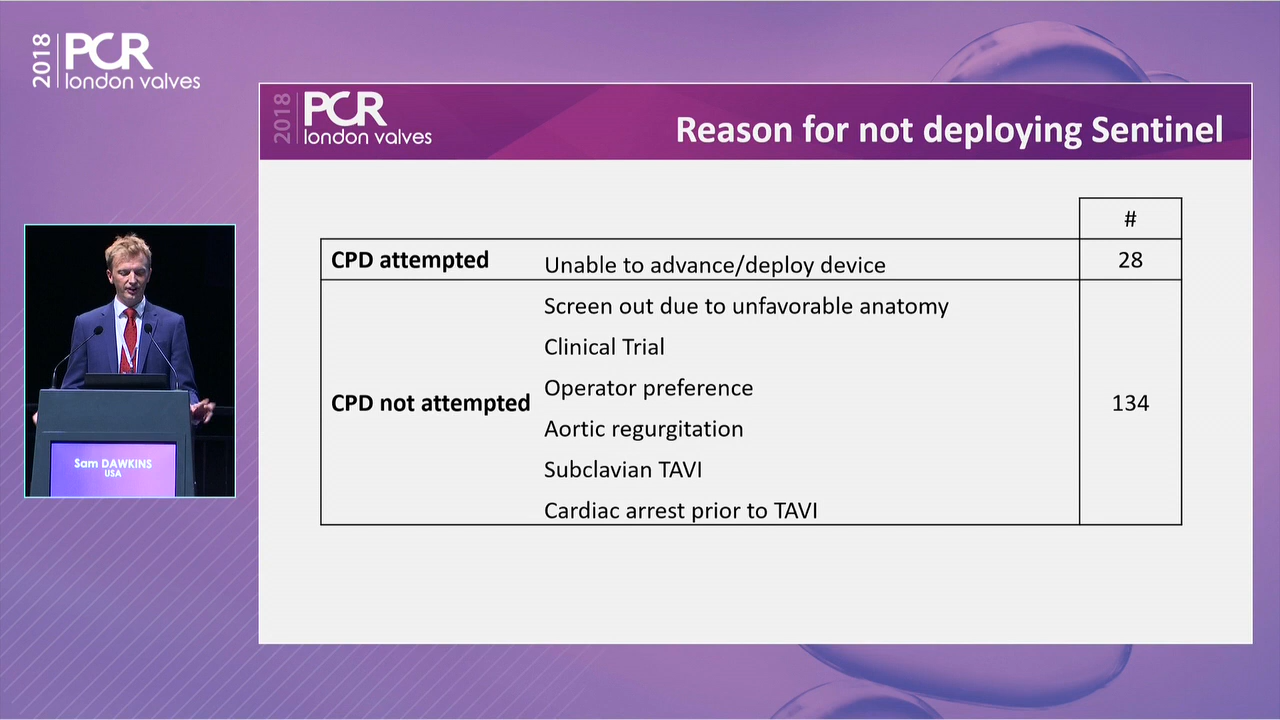 2018 PCR
london valves
2018 PCR
london valves
Reason for not deploying Sentinel
#
CPD attempted Unable to advance/deploy device 28
Screen out due to unfavorable anatomy
Clinical Trial
Operator preference
CPD not attempted 134
Aortic regurgitation
Subclavian TAVI
Cardiac arrest prior to TAVI
Sam DAWKINS
USA